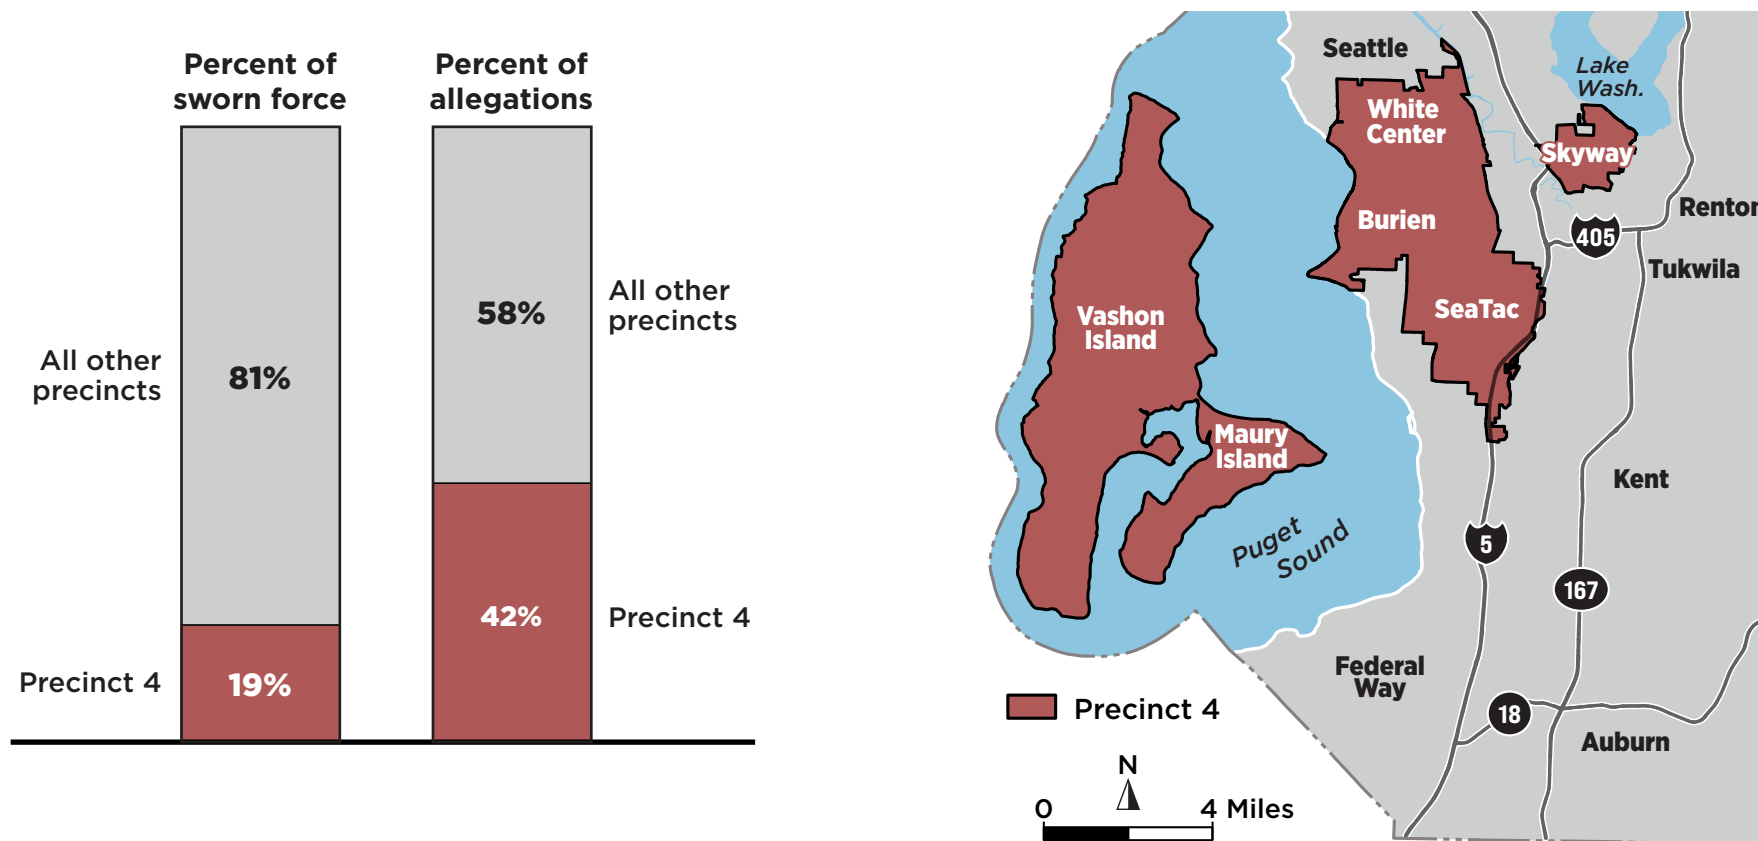 Percent of
sworn force
Percent of
allegations
All other
precincts
81%
58%
All other
precincts
Precinct 4
19%
42%
Precinct 4
Seattle
Lake
Wash.
White
Center
Skyway
Burien
Renton
405
Tukwila
SeaTac
Vashon
Island
Maury
Island
Kent
Puget
Sound
5
167
Federal
Way
18
Auburn
Precinct 4
N
0
4 Miles